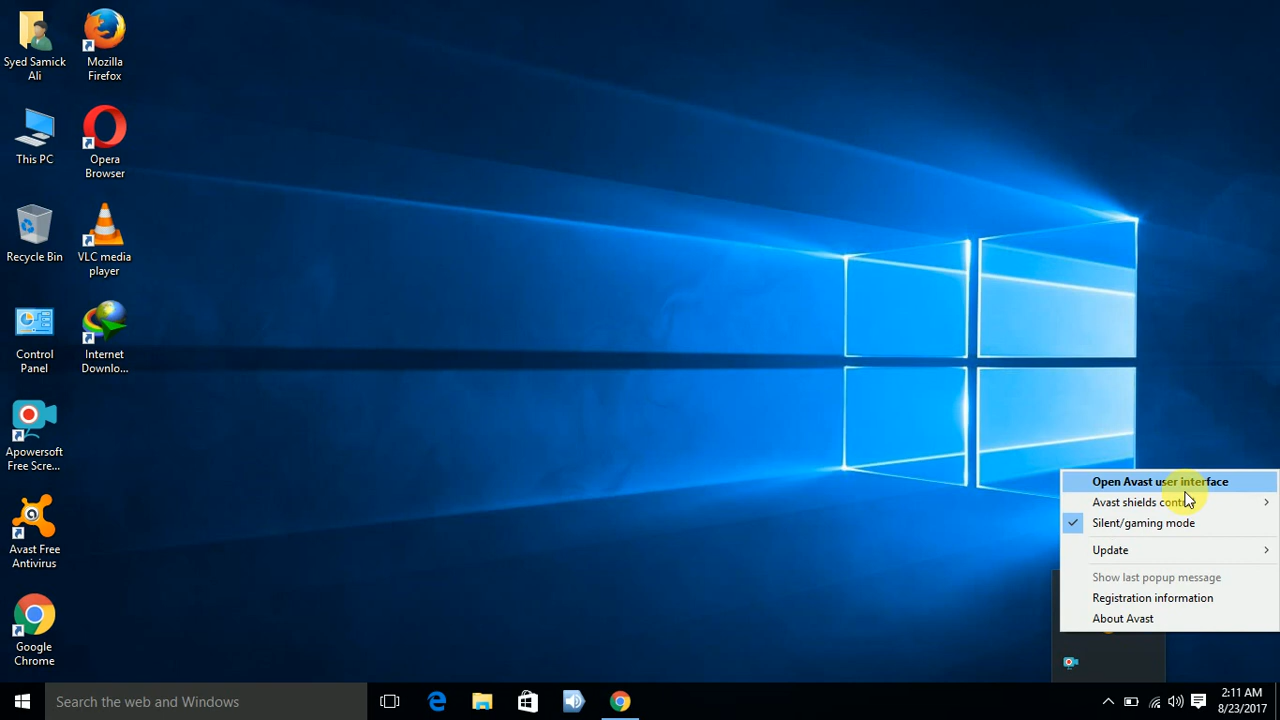 Syed Samick
Ali
Mozilla
Firefox
This PC
Opera
Browser
Recycle Bin
VLC media
player
Control
Panel
Internet
Downlo...
Apowersoft
Free Scre...
Avast Free
Antivirus
Google
Chrome
Open Avast user interface
Avast shields control
Silent/gaming mode
Update
Show last popup message
Registration information
About Avast
Search the web and Windows
2:11 AM
8/23/2017